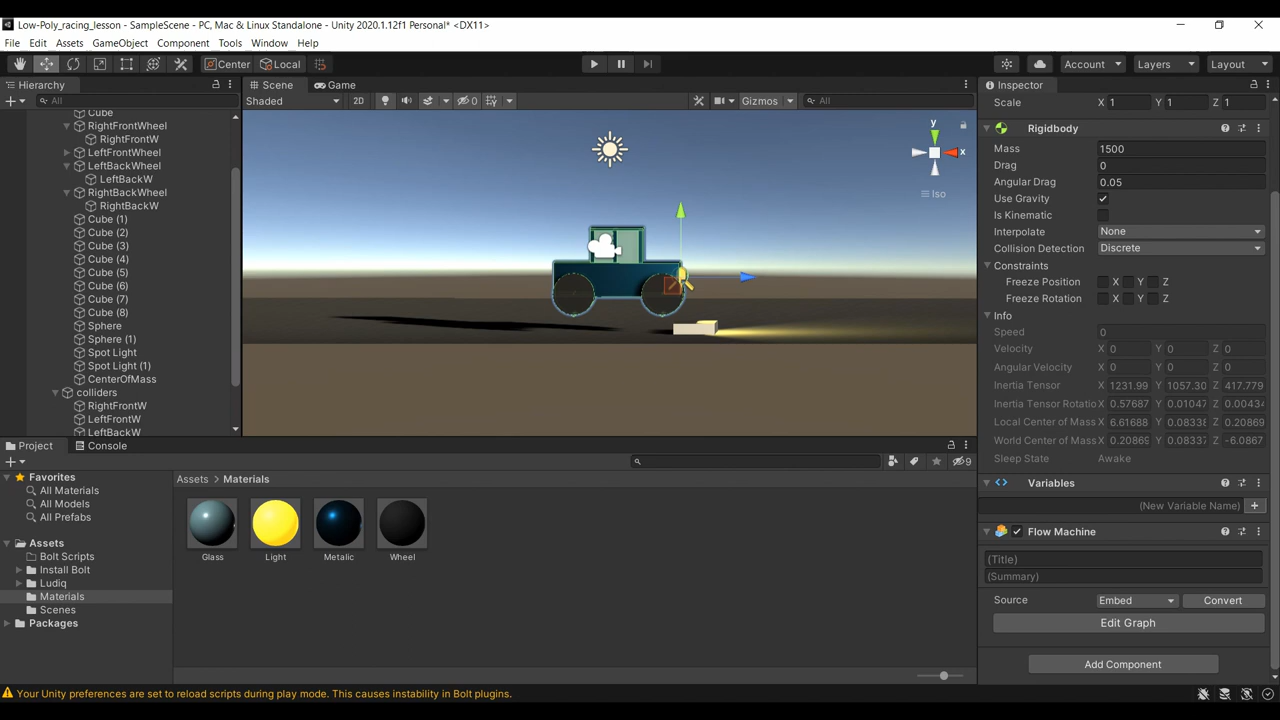 Low-Poly_racing_lesson - SampleScene - PC, Mac & Linux Standalone - Unity 2020.1.12f1 Personal* <DX11>
File Edit Assets GameObject Component Tools Window Help
Center Local Account Layers Layout
Hierarchy
All
Cube
RightFrontWheel
RightFrontW
LeftFrontWheel
LeftBackWheel
LeftBackW
RightBackWheel
RightBackW
Cube (1)
Cube (2)
Cube (3)
Cube (4)
Cube (5)
Cube (6)
Cube (7)
Cube (8)
Sphere
Sphere (1)
Spot Light
Spot Light (1)
CenterOfMass
colliders
RightFrontW
LeftFrontW
LeftBackW
Scene Game
Shaded 2D 0 Gizmos All
y
x
Iso
Inspector
Scale X 1 Y 1 Z 1
Rigidbody
Mass 1500
Drag 0
Angular Drag 0.05
Use Gravity
Is Kinematic
Interpolate None
Collision Detection Discrete
Constraints
Freeze Position X Y Z
Freeze Rotation X Y Z
Info
Speed 0
Velocity X 0 Y 0 Z 0
Angular Velocity X 0 Y 0 Z 0
Inertia Tensor X 1231.99 Y 1057.30 Z 417.779
Inertia Tensor Rotatio X 0.57687 Y 0.01047 Z 0.00434
Local Center of Mass X 6.61688 Y 0.08338 Z 0.20869
World Center of Mass X 0.20869 Y 0.08337 Z -6.0867
Sleep State Awake
Variables
(New Variable Name) +
Flow Machine
(Title)
(Summary)
Source Embed Convert
Edit Graph
Add Component
Project Console
9
Favorites
All Materials
All Models
All Prefabs
Assets
Bolt Scripts
Install Bolt
Ludiq
Materials
Scenes
Packages
Assets > Materials
Glass Light Metalic Wheel
Your Unity preferences are set to reload scripts during play mode. This causes instability in Bolt plugins.